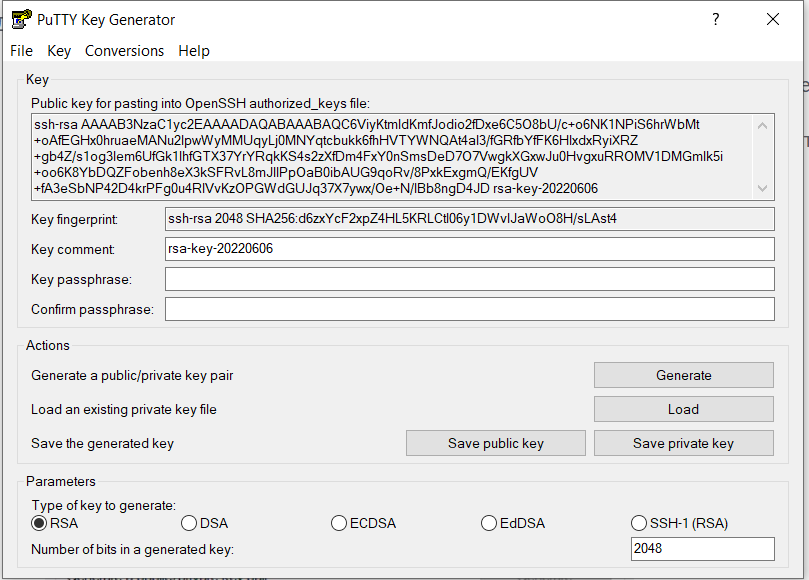 PuTTY Key Generator
File Key Conversions Help
Key
Public key for pasting into OpenSSH authorized_keys file:
ssh-rsa AAAAB3NzaC1yc2EAAAADAQABAAABAQC6ViyKtmIdKmfJodio2fDxe6C5O8bU/c+o6NK1NPiS6hrWbMt
+oAfEGHx0hruaeMANu2lpwWyMMUqyLj0MNYqtcbukk6fhHVTYWNQAt4aI3/fGRfbYfFK6HlxdxRyiXRZ
+gb4Z/s1og3lem6UfGk1lhfGTX37YrYRqkKS4s2zXfDm4FxY0nSmsDeD7O7VwgkXGxwJu0HvgxuRROMV1DMGmlk5i
+oo6K8YbDQZFobenh8eX3kSFRvL8mJlIPpOaB0ibAUG9qoRv/8PxkExgmQ/EKfgUV
+fA3eSbNP42D4krPFg0u4RlVvKzOPGWdGUJq37X7ywx/Oe+N/lBb8ngD4JD rsa-key-20220606
Key fingerprint: ssh-rsa 2048 SHA256:d6zxYcF2xpZ4HL5KRLCtl06y1DWvlJaWoO8H/sLAst4
Key comment: rsa-key-20220606
Key passphrase:
Confirm passphrase:
Actions
Generate a public/private key pair Generate
Load an existing private key file Load
Save the generated key Save public key Save private key
Parameters
Type of key to generate:
RSA DSA ECDSA EdDSA SSH-1 (RSA)
Number of bits in a generated key: 2048